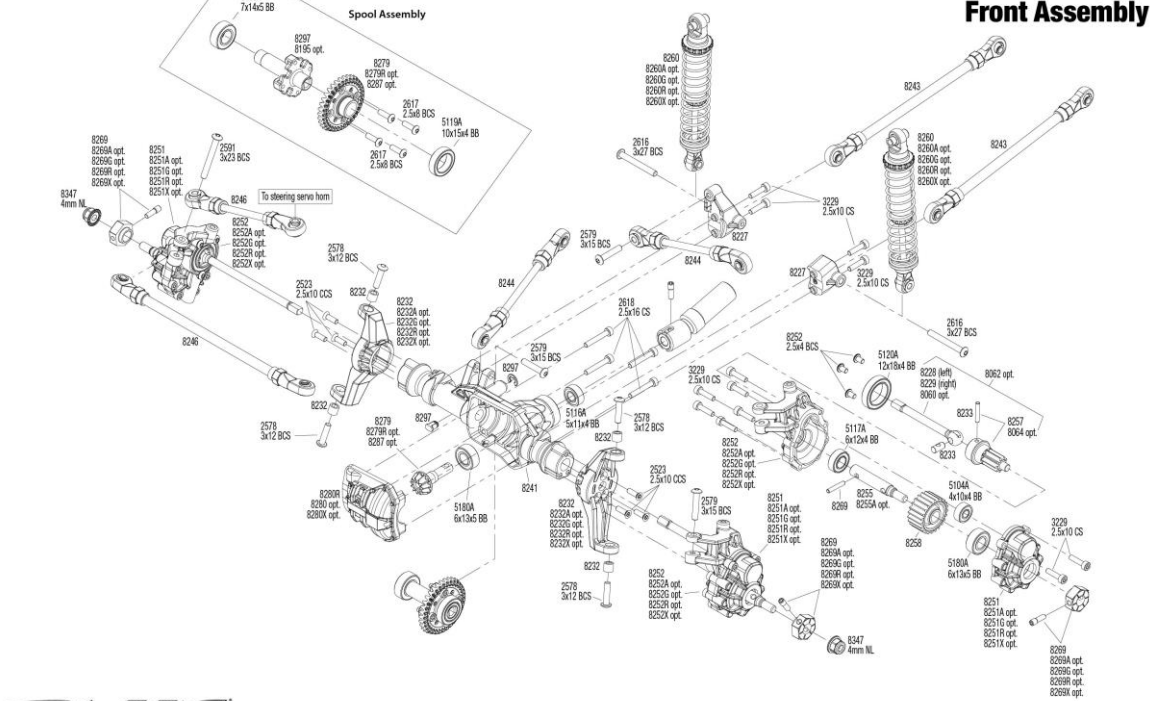 Front Assembly
7x14x5 BB
Spool Assembly
8297
8195 opt.
8279
8279R opt.
8287 opt.
2617
2.5x8 BCS
5119A
10x15x4 BB
2617
2.5x8 BCS
8260
8260A opt.
8260G opt.
8260R opt.
8260X opt.
8243
8243
2616
3x27 BCS
8260
8260A opt.
8260G opt.
8260R opt.
8260X opt.
8269
8269A opt.
8269G opt.
8269R opt.
8269X opt.
8251
8251A opt.
8251G opt.
8251R opt.
8251X opt.
2591
3x23 BCS
8347
4mm NL
8246
To steering servo horn
8252
8252A opt.
8252G opt.
8252R opt.
8252X opt.
3229
2.5x10 CS
8227
2579
3x15 BCS
8244
8227
3229
2.5x10 CS
2578
3x12 BCS
2523
2.5x10 CCS
8232
8232
8232A opt.
8232G opt.
8232R opt.
8232X opt.
8244
2618
2.5x16 CS
8246
2616
3x27 BCS
8252
2.5x4 BCS
5120A
12x18x4 BB
2579
3x15 BCS
8297
3229
2.5x10 CS
8228 (left)
8229 (right)
8060 opt.
8062 opt.
8232
2578
3x12 BCS
8279
8279R opt.
8287 opt.
8297
5116A
5x11x4 BB
2578
3x12 BCS
8232
8233
8257
8064 opt.
5117A
6x12x4 BB
8233
8252
8252A opt.
8252G opt.
8252R opt.
8252X opt.
8280R
8280 opt.
8280X opt.
5180A
6x13x5 BB
8241
2523
2.5x10 CCS
8232
8232A opt.
8232G opt.
8232R opt.
8232X opt.
2579
3x15 BCS
8251
8251A opt.
8251G opt.
8251R opt.
8251X opt.
8269
8255
8255A opt.
5104A
4x10x4 BB
8258
3229
2.5x10 CS
5180A
6x13x5 BB
8269
8269A opt.
8269G opt.
8269R opt.
8269X opt.
8232
2578
3x12 BCS
8252
8252A opt.
8252G opt.
8252R opt.
8252X opt.
8251
8251A opt.
8251G opt.
8251R opt.
8251X opt.
8347
4mm NL
8269
8269A opt.
8269G opt.
8269R opt.
8269X opt.